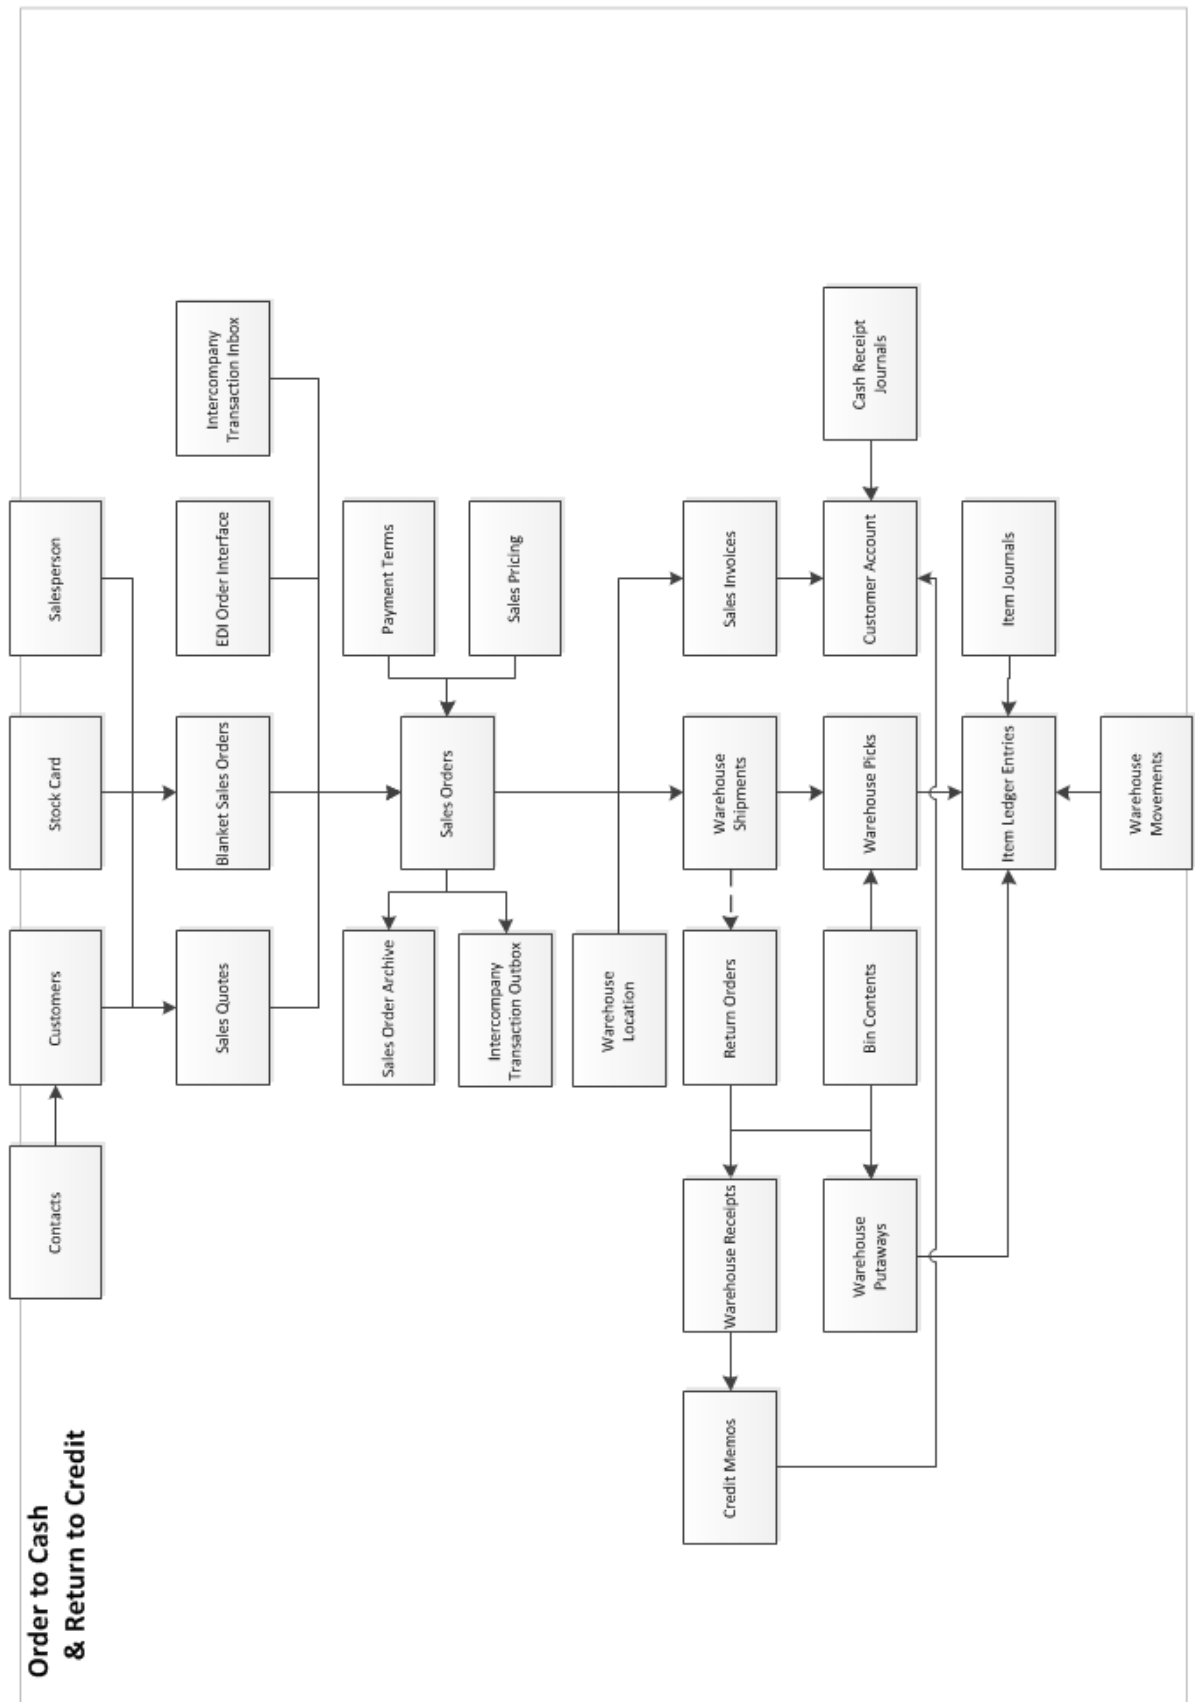 Order to Cash
& Return to Credit
Contacts
Customers
Stock Card
Salesperson
Sales Quotes
Blanket Sales Orders
EDI Order Interface
Intercompany
Transaction Inbox
Sales Order Archive
Intercompany
Transaction Outbox
Sales Orders
Payment Terms
Sales Pricing
Warehouse
Location
Credit Memos
Warehouse Receipts
Return Orders
Warehouse
Shipments
Sales Invoices
Warehouse
Putaways
Bin Contents
Warehouse Picks
Customer Account
Cash Receipt
Journals
Item Ledger Entries
Item Journals
Warehouse
Movements